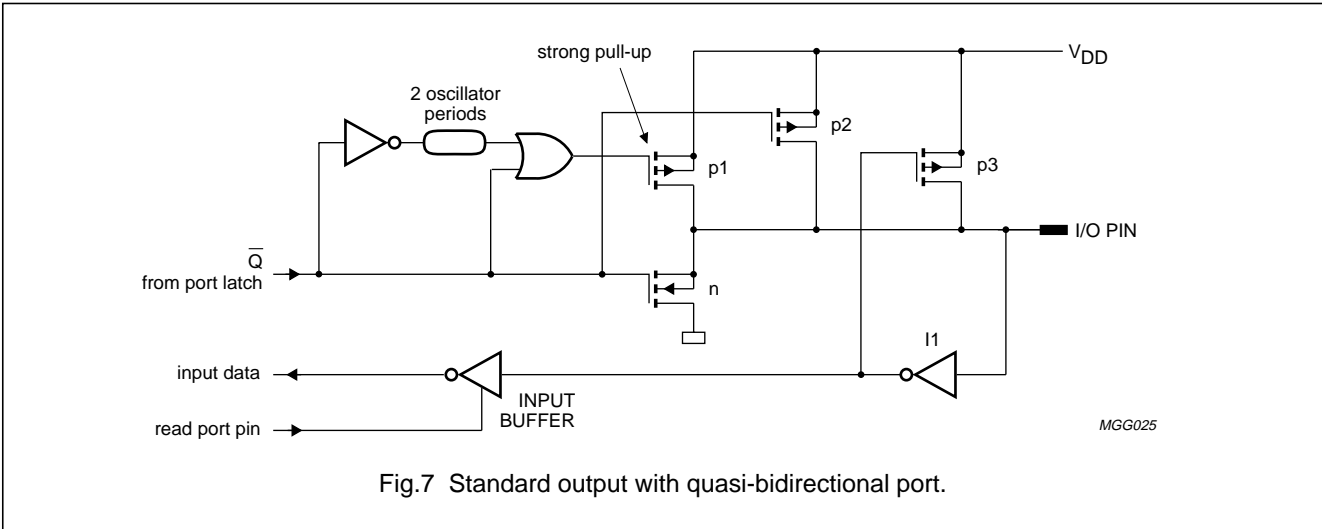 strong pull-up
VDD
2 oscillator
periods
p2
p1
p3
I/O PIN
Q̅
from port latch
n
I1
input data
INPUT
BUFFER
read port pin
MGG025
Fig.7 Standard output with quasi-bidirectional port.